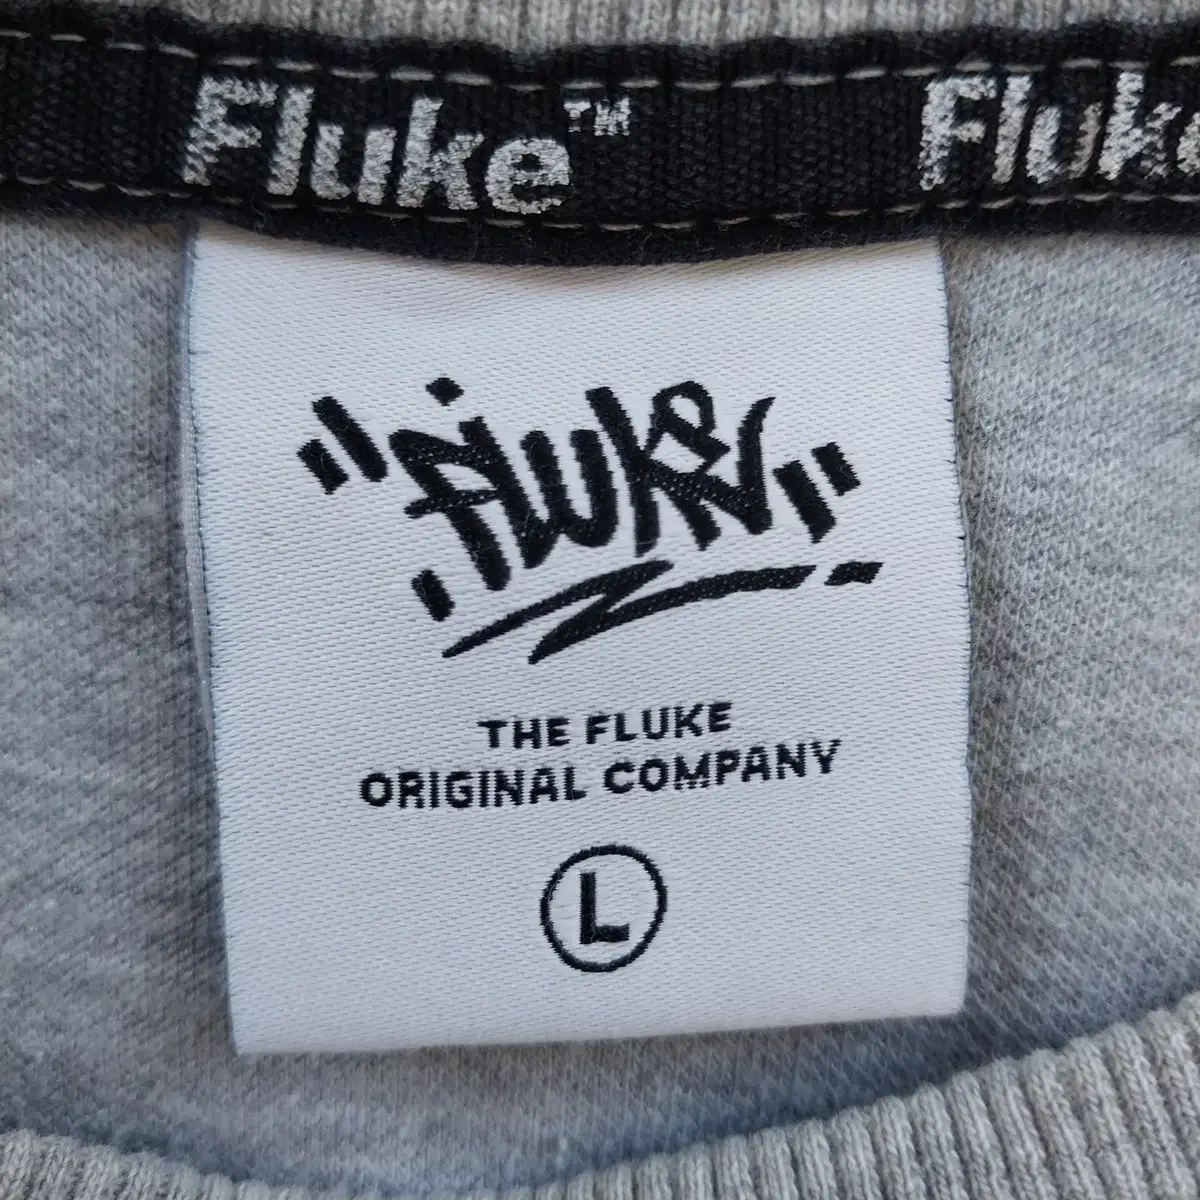 Fluke™ Fluke
"Fluke"
THE FLUKE
ORIGINAL COMPANY
L